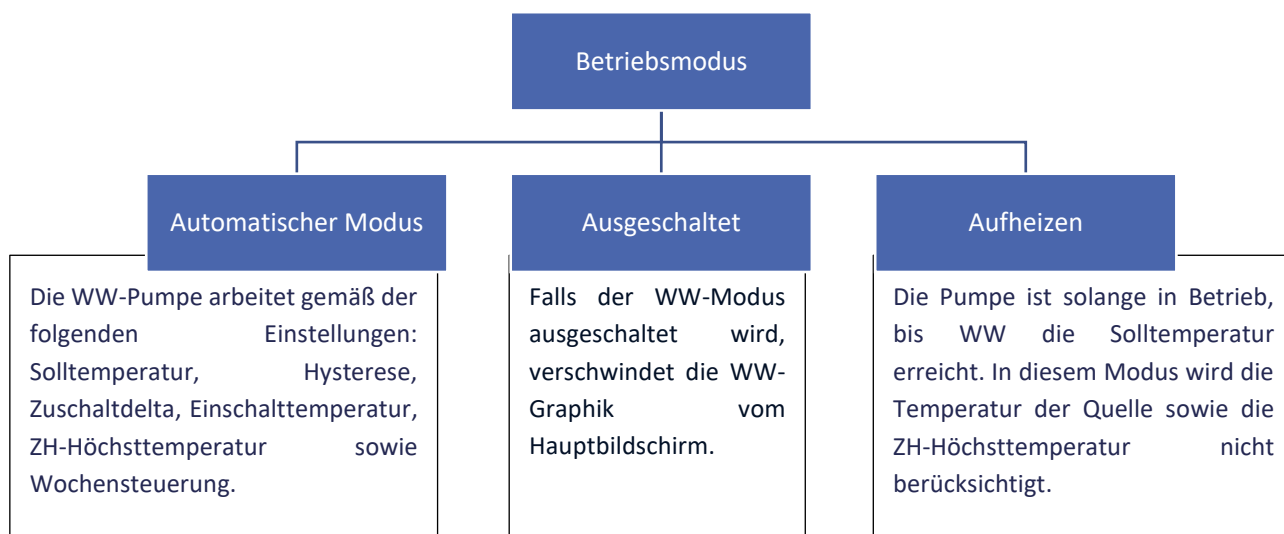 Betriebsmodus
Automatischer Modus
Die WW-Pumpe arbeitet gemäß der
folgenden Einstellungen:
Solltemperatur, Hysterese,
Zuschaltdelta, Einschalttemperatur,
ZH-Höchsttemperatur sowie
Wochensteuerung.
Ausgeschaltet
Falls der WW-Modus
ausgeschaltet wird,
verschwindet die WW-
Graphik vom
Hauptbildschirm.
Aufheizen
Die Pumpe ist solange in Betrieb,
bis WW die Solltemperatur
erreicht. In diesem Modus wird die
Temperatur der Quelle sowie die
ZH-Höchsttemperatur nicht
berücksichtigt.